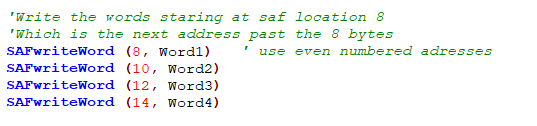 'Write the words staring at saf location 8
'Which is the next address past the 8 bytes
SAFwriteWord (8, Word1)    ' use even numbered adresses
SAFwriteWord (10, Word2)
SAFwriteWord (12, Word3)
SAFwriteWord (14, Word4)